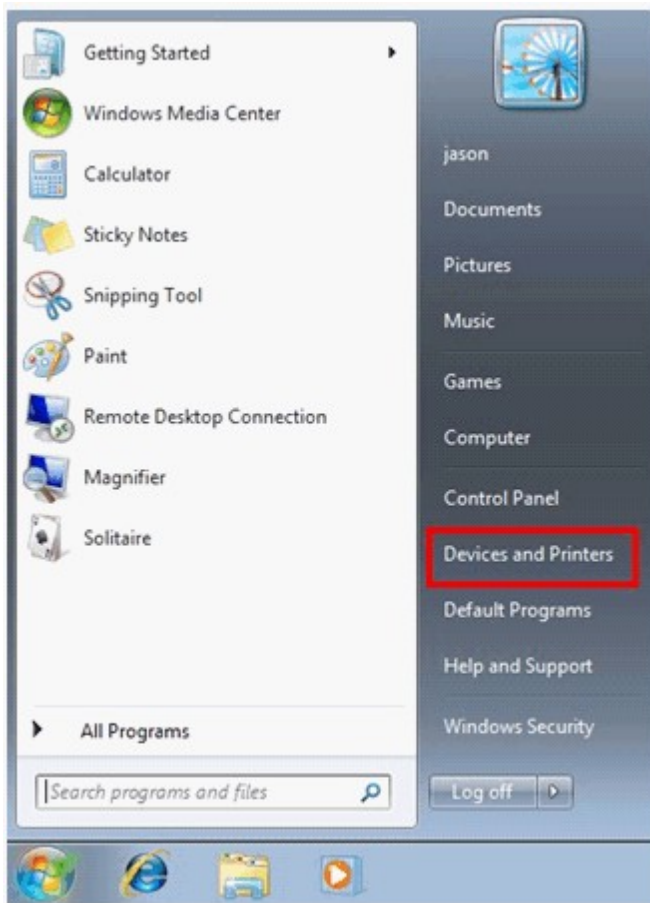 Getting Started
Windows Media Center
Calculator
Sticky Notes
Snipping Tool
Paint
Remote Desktop Connection
Magnifier
Solitaire
All Programs
Search programs and files
jason
Documents
Pictures
Music
Games
Computer
Control Panel
Devices and Printers
Default Programs
Help and Support
Windows Security
Log off